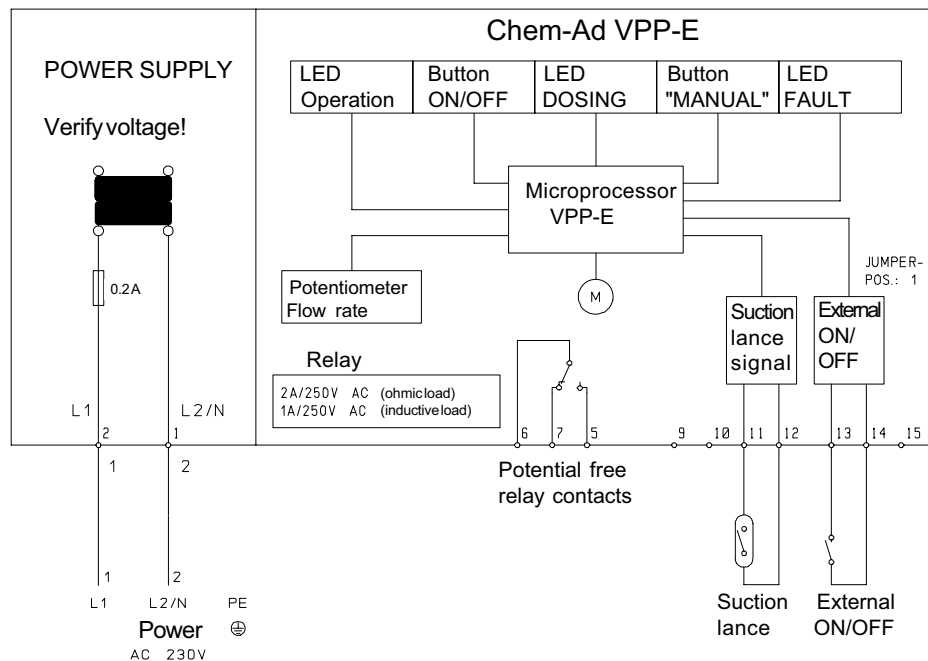 Chem-Ad VPP-E
POWER SUPPLY
Verify voltage!
0.2A
L1
L2/N
2
1
1
2
1
2
L1
L2/N
PE
Power
AC 230V
LED
Operation
Button
ON/OFF
LED
DOSING
Button
"MANUAL"
LED
FAULT
Microprocessor
VPP-E
M
Potentiometer
Flow rate
JUMPER-
POS.: 1
Suction
lance
signal
External
ON/
OFF
Relay
2A/250V AC (ohmic load)
1A/250V AC (inductive load)
6 7 5 9 10 11 12 13 14 15
Potential free
relay contacts
Suction
lance
External
ON/OFF